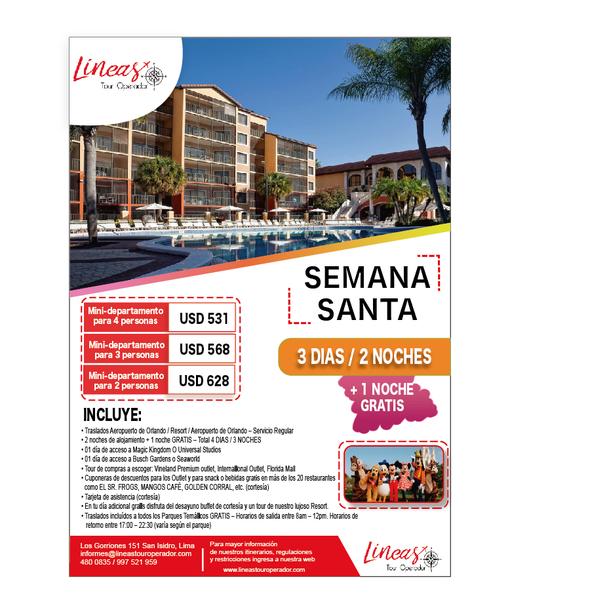 Lineas
Tour Operador
SEMANA
SANTA
Mini-departamento
para 4 personas
USD 531
Mini-departamento
para 3 personas
USD 568
Mini-departamento
para 2 personas
USD 628
3 DIAS / 2 NOCHES
+ 1 NOCHE
GRATIS
INCLUYE:
• Traslados Aeropuerto de Orlando / Resort / Aeropuerto de Orlando – Servicio Regular
• 2 noches de alojamiento + 1 noche GRATIS – Total 4 DIAS / 3 NOCHES
• 01 día de acceso a Magic Kingdom O Universal Studios
• 01 día de acceso a Busch Gardens o Seaworld
• Tour de compras a escoger: Vineland Premium outlet, International Outlet, Florida Mall
• Cuponeras de descuentos para los Outlet y para snack o bebidas gratis en más de los 20 restaurantes
como EL SR. FROGS, MANGOS CAFÉ, GOLDEN CORRAL, etc. (cortesía)
• Tarjeta de asistencia (cortesía)
• En tu día adicional gratis disfruta del desayuno buffet de cortesía y un tour de nuestro lujoso Resort.
• Traslados incluidos a todos los Parques Temáticos GRATIS – Horarios de salida entre 8am – 12pm. Horarios de
retorno entre 17:00 – 22:30 (varía según el parque)
Los Gorriones 151 San Isidro, Lima
informes@lineastouroperador.com
480 0835 / 997 521 959
Para mayor información
de nuestros itinerarios, regulaciones
y restricciones ingresa a nuestra web
www.lineastouroperador.com
Lineas
Tour Operador